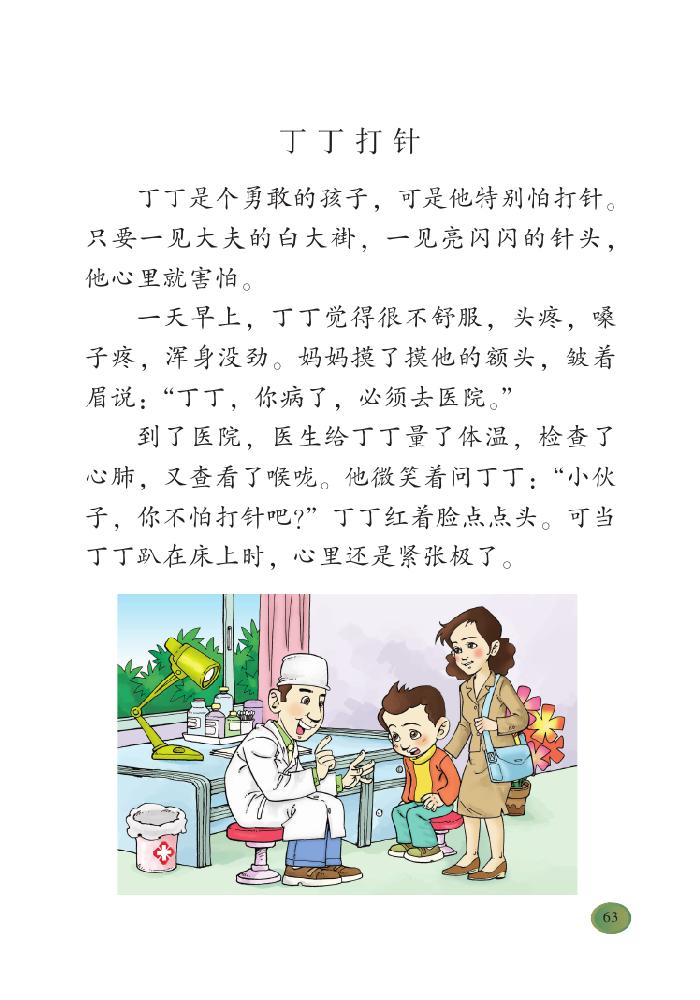 丁丁打针
丁丁是个勇敢的孩子，可是他特别怕打针。
只要一见大夫的白大褂，一见亮闪闪的针头，
他心里就害怕。
一天早上，丁丁觉得很不舒服，头疼，嗓
子疼，浑身没劲。妈妈摸了摸他的额头，皱着
眉说：“丁丁，你病了，必须去医院。”
到了医院，医生给丁丁量了体温，检查了
心肺，又查看了喉咙。他微笑着问丁丁：“小伙
子，你不怕打针吧？”丁丁红着脸点点头。可当
丁丁趴在床上时，心里还是紧张极了。
63